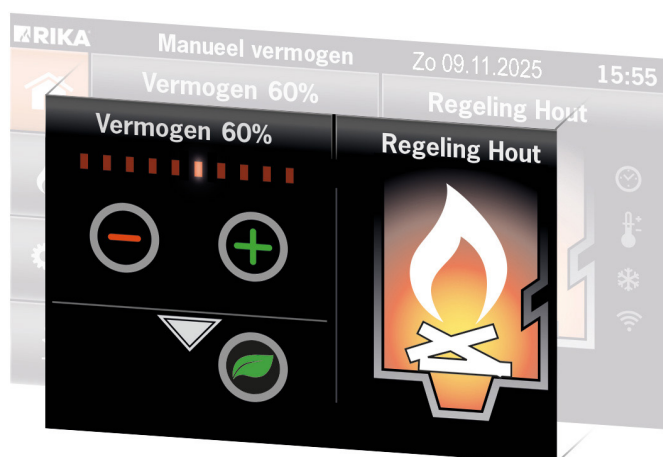 RIKA
Manueel vermogen
Zo 09.11.2025
15:55
Vermogen 60%
Regeling Hout
Vermogen 60%
Regeling Hout